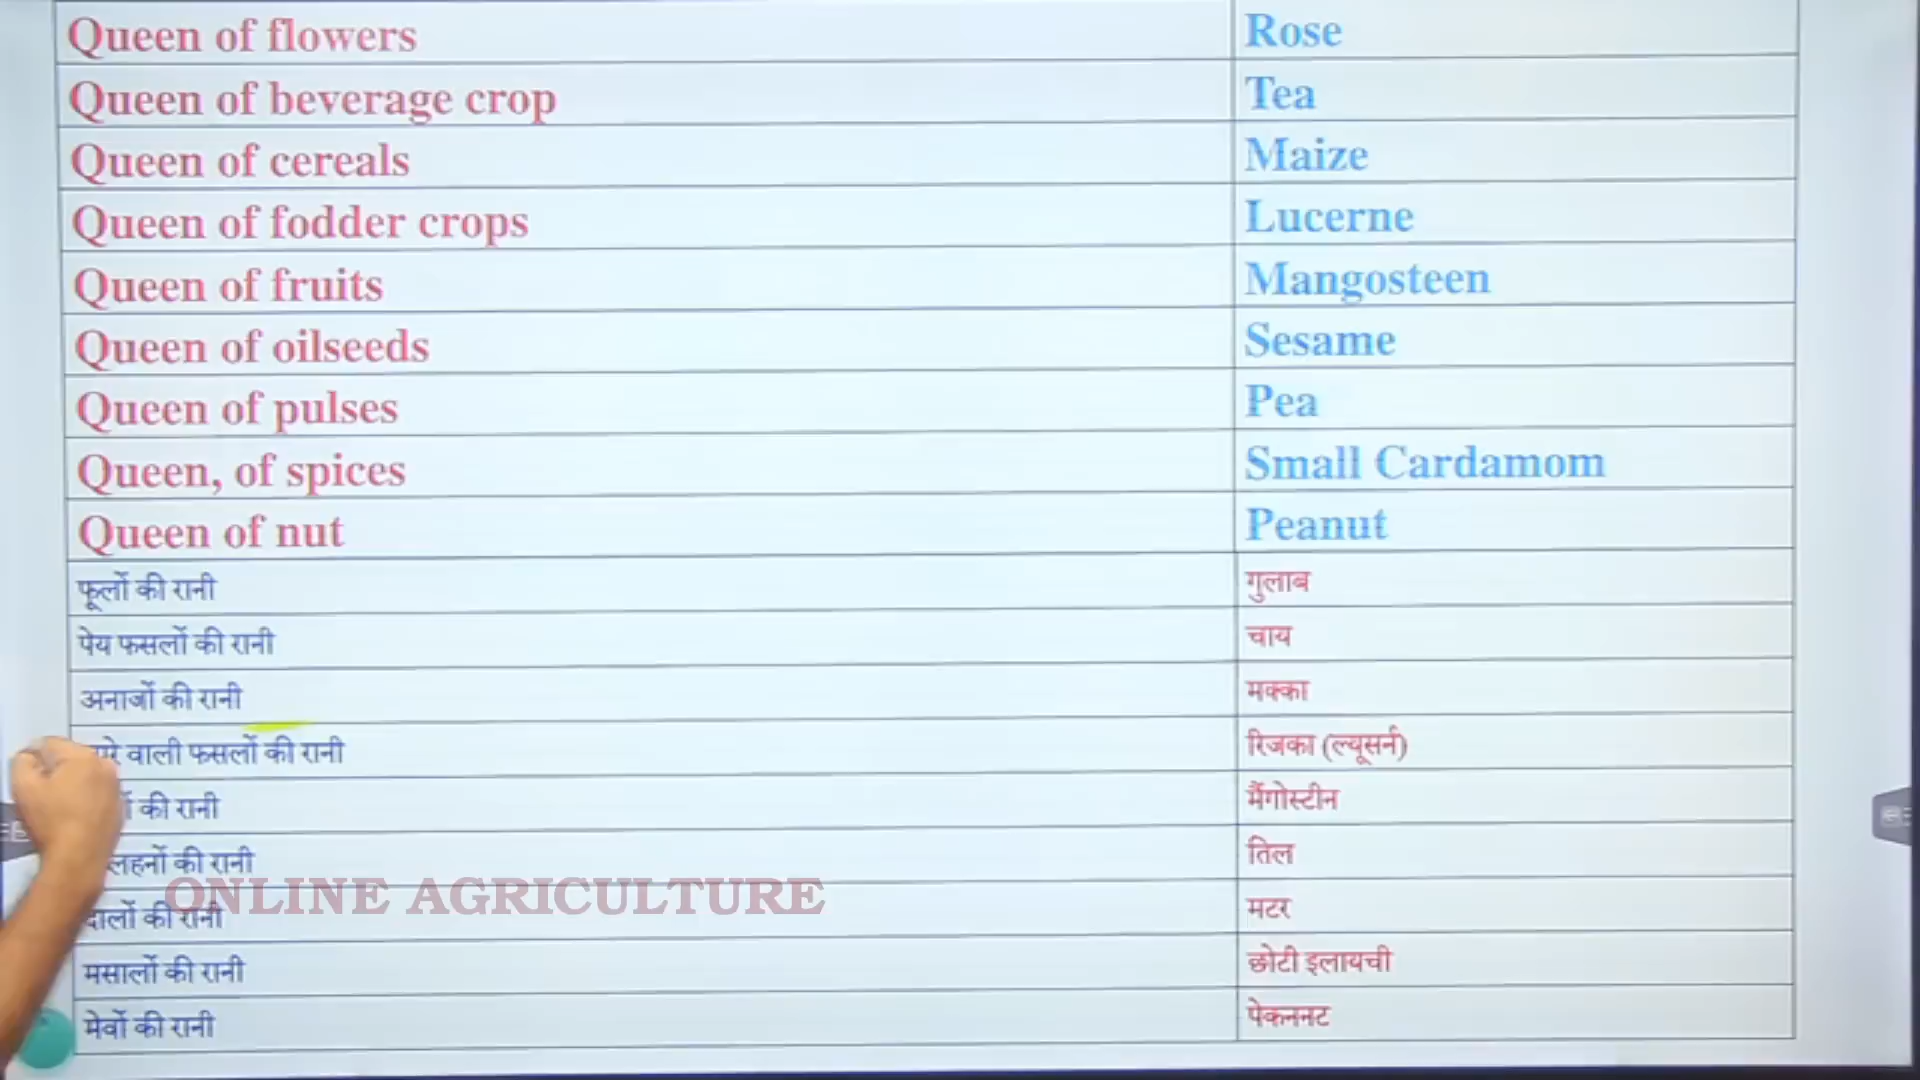 Queen of flowers Rose
Queen of beverage crop Tea
Queen of cereals Maize
Queen of fodder crops Lucerne
Queen of fruits Mangosteen
Queen of oilseeds Sesame
Queen of pulses Pea
Queen, of spices Small Cardamom
Queen of nut Peanut
फूलों की रानी गुलाब
पेय फसलों की रानी चाय
अनाजों की रानी मक्का
वाली फसलों की रानी रिजका (ल्यूसर्न)
की रानी मैंगोस्टीन
की रानी तिल
दालों की रानी मटर
मसालों की रानी छोटी इलायची
मेवों की रानी पेकननट
ONLINE AGRICULTURE